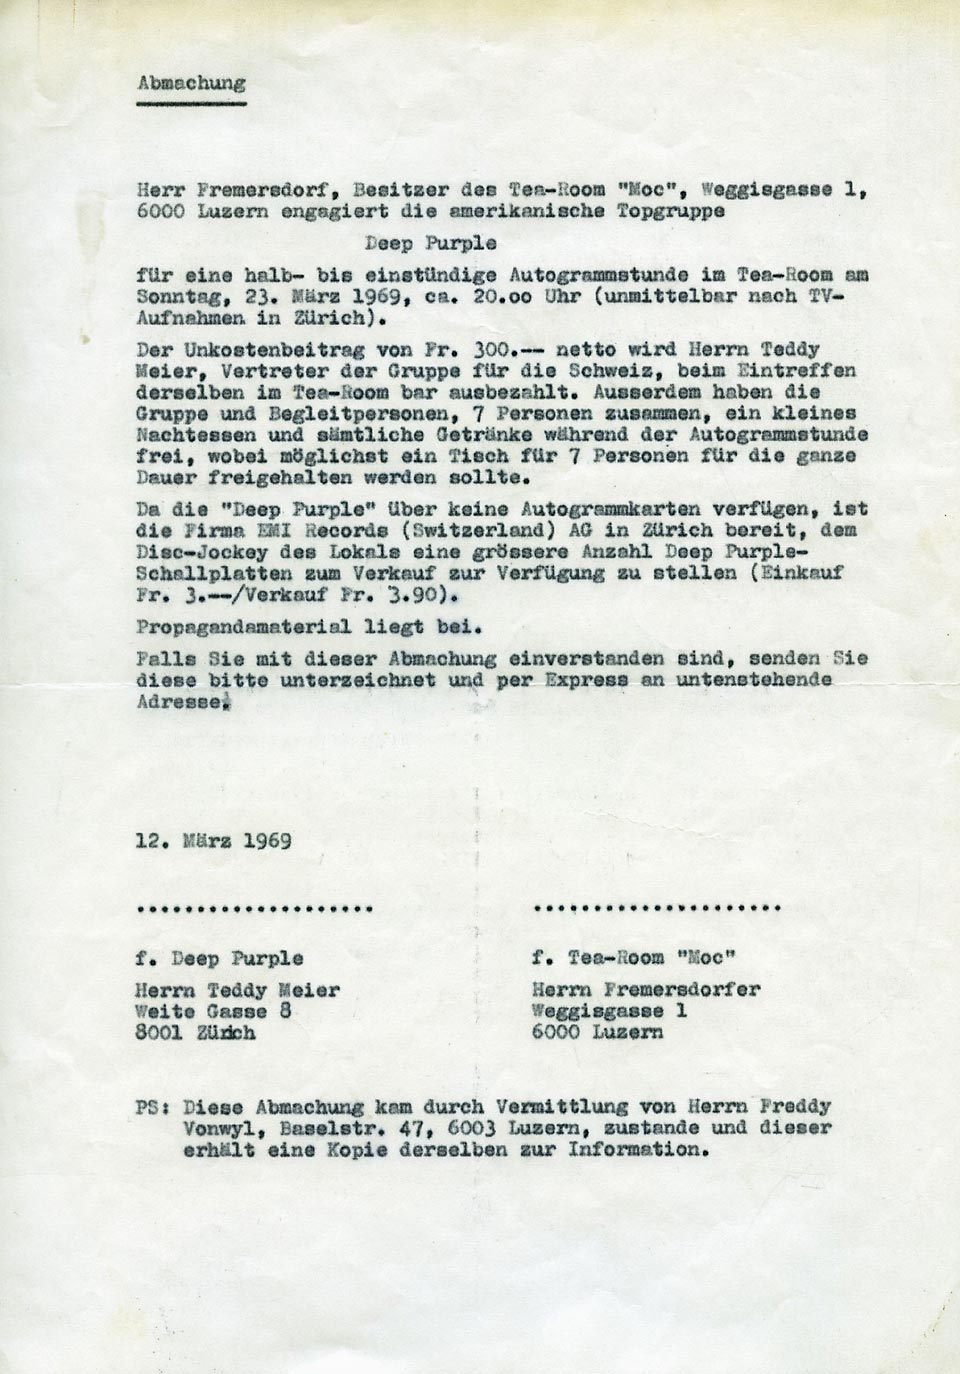 Abmachung
Herr Fremersdorf, Besitzer des Tea-Room "Moc", Weggisgasse 1,
6000 Luzern engagiert die amerikanische Topgruppe
Deep Purple
für eine halb- bis einstündige Autogrammstunde im Tea-Room am
Sonntag, 23. März 1969, ca. 20.oo Uhr (unmittelbar nach TV-
Aufnahmen in Zürich).
Der Unkostenbeitrag von Fr. 300.-- netto wird Herrn Teddy
Meier, Vertreter der Gruppe für die Schweiz, beim Eintreffen
derselben im Tea-Room bar ausbezahlt. Ausserdem haben die
Gruppe und Begleitpersonen, 7 Personen zusammen, ein kleines
Nachtessen und sämtliche Getränke während der Autogrammstunde
frei, wobei möglichst ein Tisch für 7 Personen für die ganze
Dauer freigehalten werden sollte.
Da die "Deep Purple" über keine Autogrammkarten verfügen, ist
die Firma EMI Records (Switzerland) AG in Zürich bereit, dem
Disc-Jockey des Lokals eine grössere Anzahl Deep Purple-
Schallplatten zum Verkauf zur Verfügung zu stellen (Einkauf
Fr. 3.--/Verkauf Fr. 3.90).
Propagandamaterial liegt bei.
Falls Sie mit dieser Abmachung einverstanden sind, senden Sie
diese bitte unterzeichnet und per Express an untenstehende
Adresse.
12. März 1969
.................... .....................
f. Deep Purple f. Tea-Room "Moc"
Herrn Teddy Meier Herrn Fremersdorfer
Weite Gasse 8 Weggisgasse 1
8001 Zürich 6000 Luzern
PS: Diese Abmachung kam durch Vermittlung von Herrn Freddy
Vonwyl, Baselstr. 47, 6003 Luzern, zustande und dieser
erhält eine Kopie derselben zur Information.